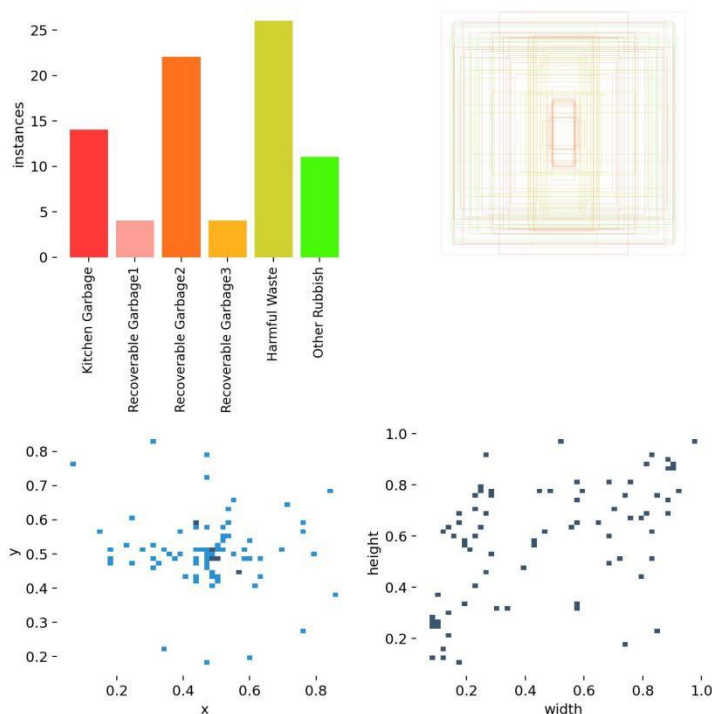 25
20
15
10
5
0
instances
Kitchen Garbage
Recoverable Garbage1
Recoverable Garbage2
Recoverable Garbage3
Harmful Waste
Other Rubbish
0.8
0.7
0.6
0.5
0.4
0.3
0.2
y
0.2 0.4 0.6 0.8
x
1.0
0.8
0.6
0.4
0.2
height
0.2 0.4 0.6 0.8 1.0
width